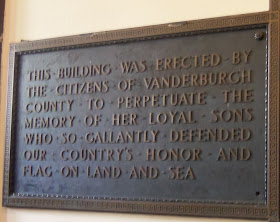 THIS·BUILDING·WAS·ERECTED·BY
THE·CITIZENS·OF·VANDERBURGH
COUNTY·TO·PERPETUATE·THE
MEMORY·OF·HER·LOYAL·SONS
WHO·SO·GALLANTLY·DEFENDED
OUR·COUNTRY'S·HONOR·AND
FLAG·ON·LAND·AND·SEA